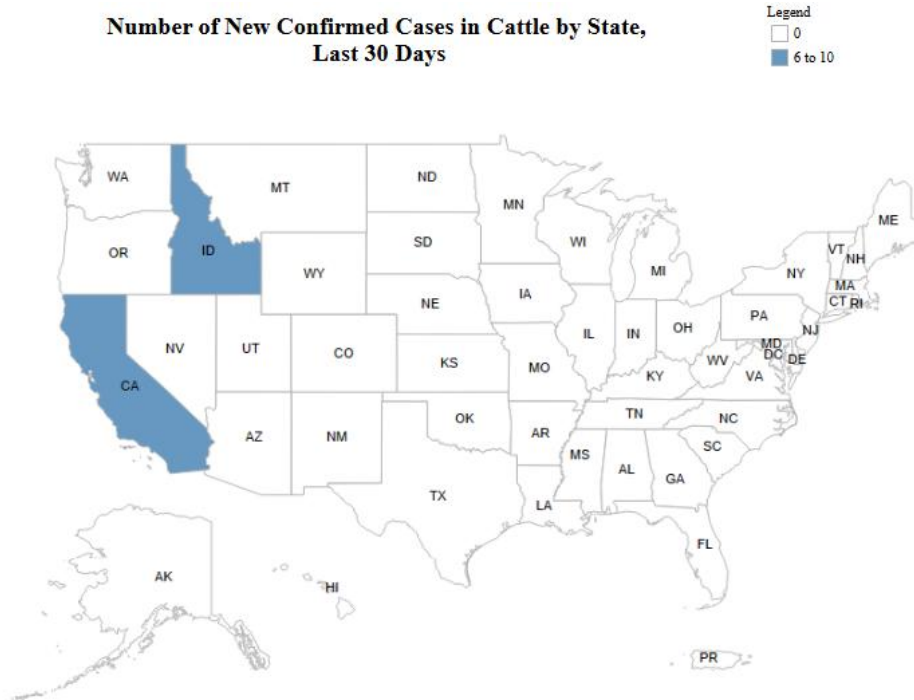 Number of New Confirmed Cases in Cattle by State,
Last 30 Days
Legend
0
6 to 10
WA
MT
ND
MN
ME
OR
ID
SD
WI
VT
NH
WY
MI
NY
MA
CT
RI
NE
IA
PA
NJ
NV
UT
CO
IL
IN
OH
MD
DC
DE
CA
KS
MO
WV
VA
KY
AZ
NM
OK
AR
TN
NC
SC
MS
AL
GA
TX
LA
FL
AK
HI
PR